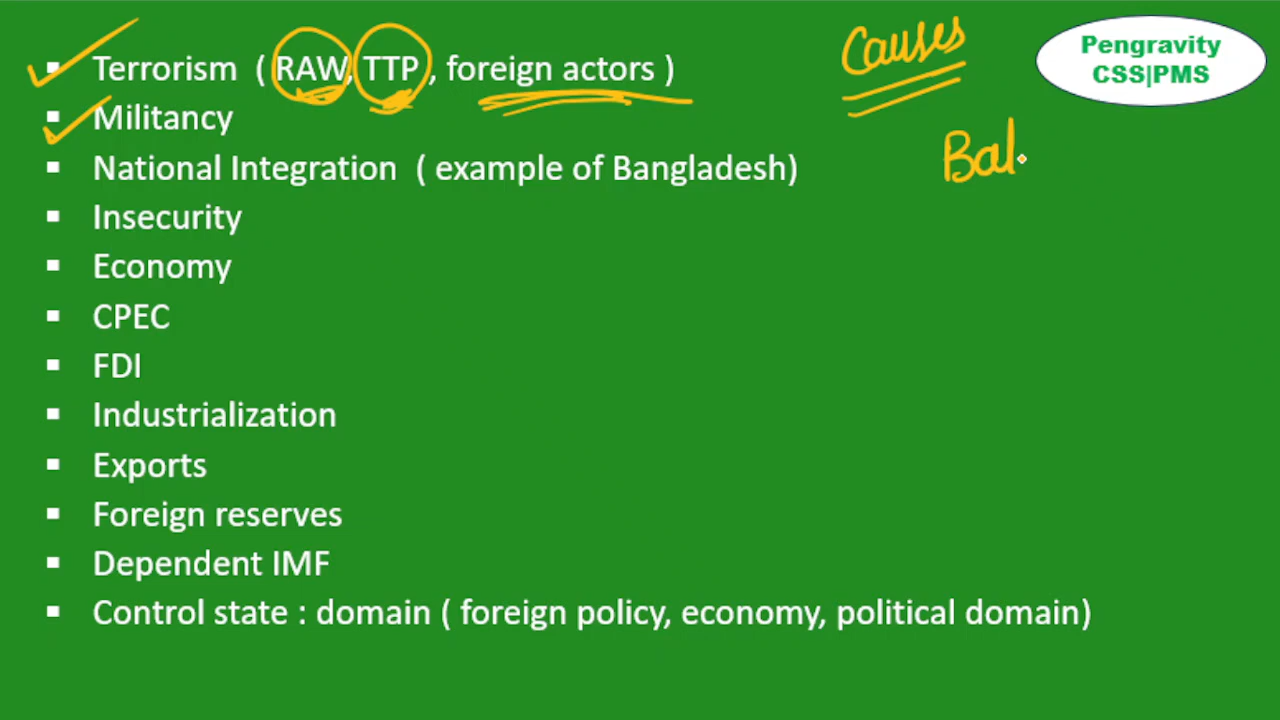 Terrorism ( RAW, TTP , foreign actors )
Causes
Pengravity
CSS|PMS
Militancy
Bal
National Integration ( example of Bangladesh)
Insecurity
Economy
CPEC
FDI
Industrialization
Exports
Foreign reserves
Dependent IMF
Control state : domain ( foreign policy, economy, political domain)